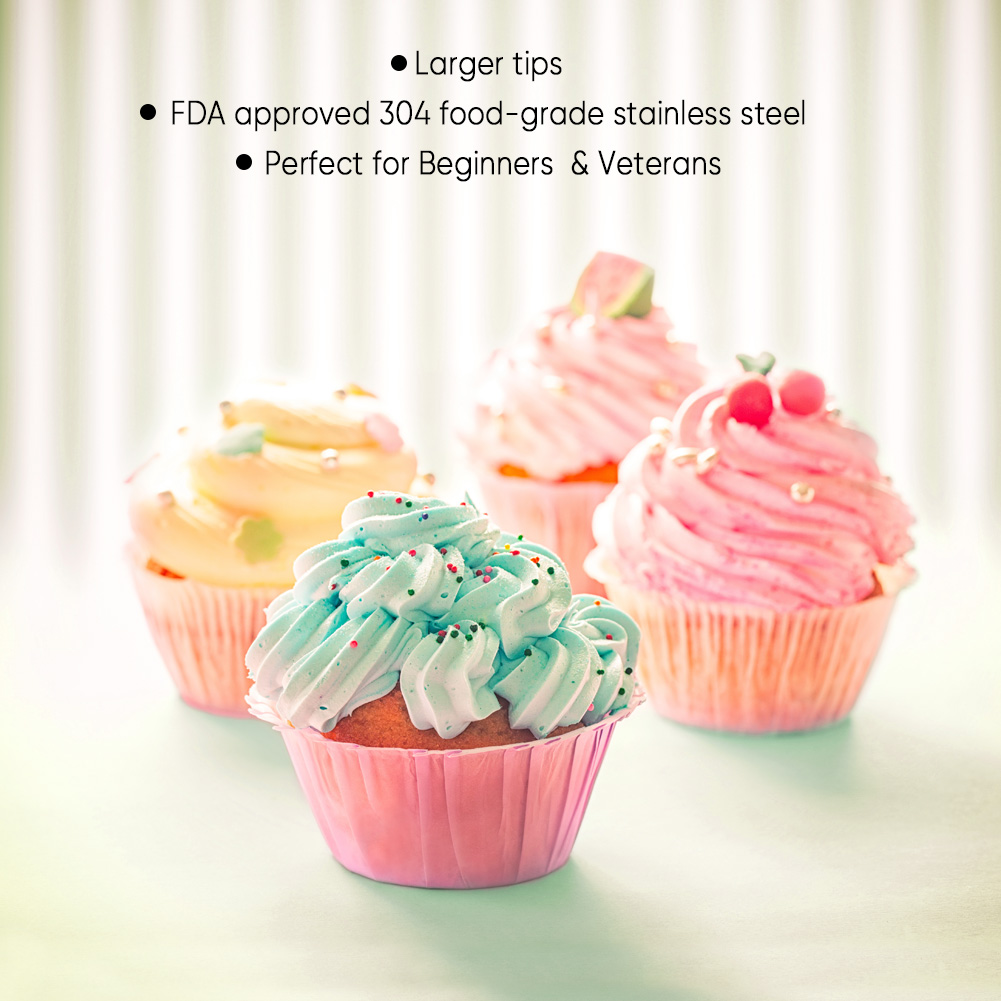 ● Larger tips
● FDA approved 304 food-grade stainless steel
● Perfect for Beginners & Veterans